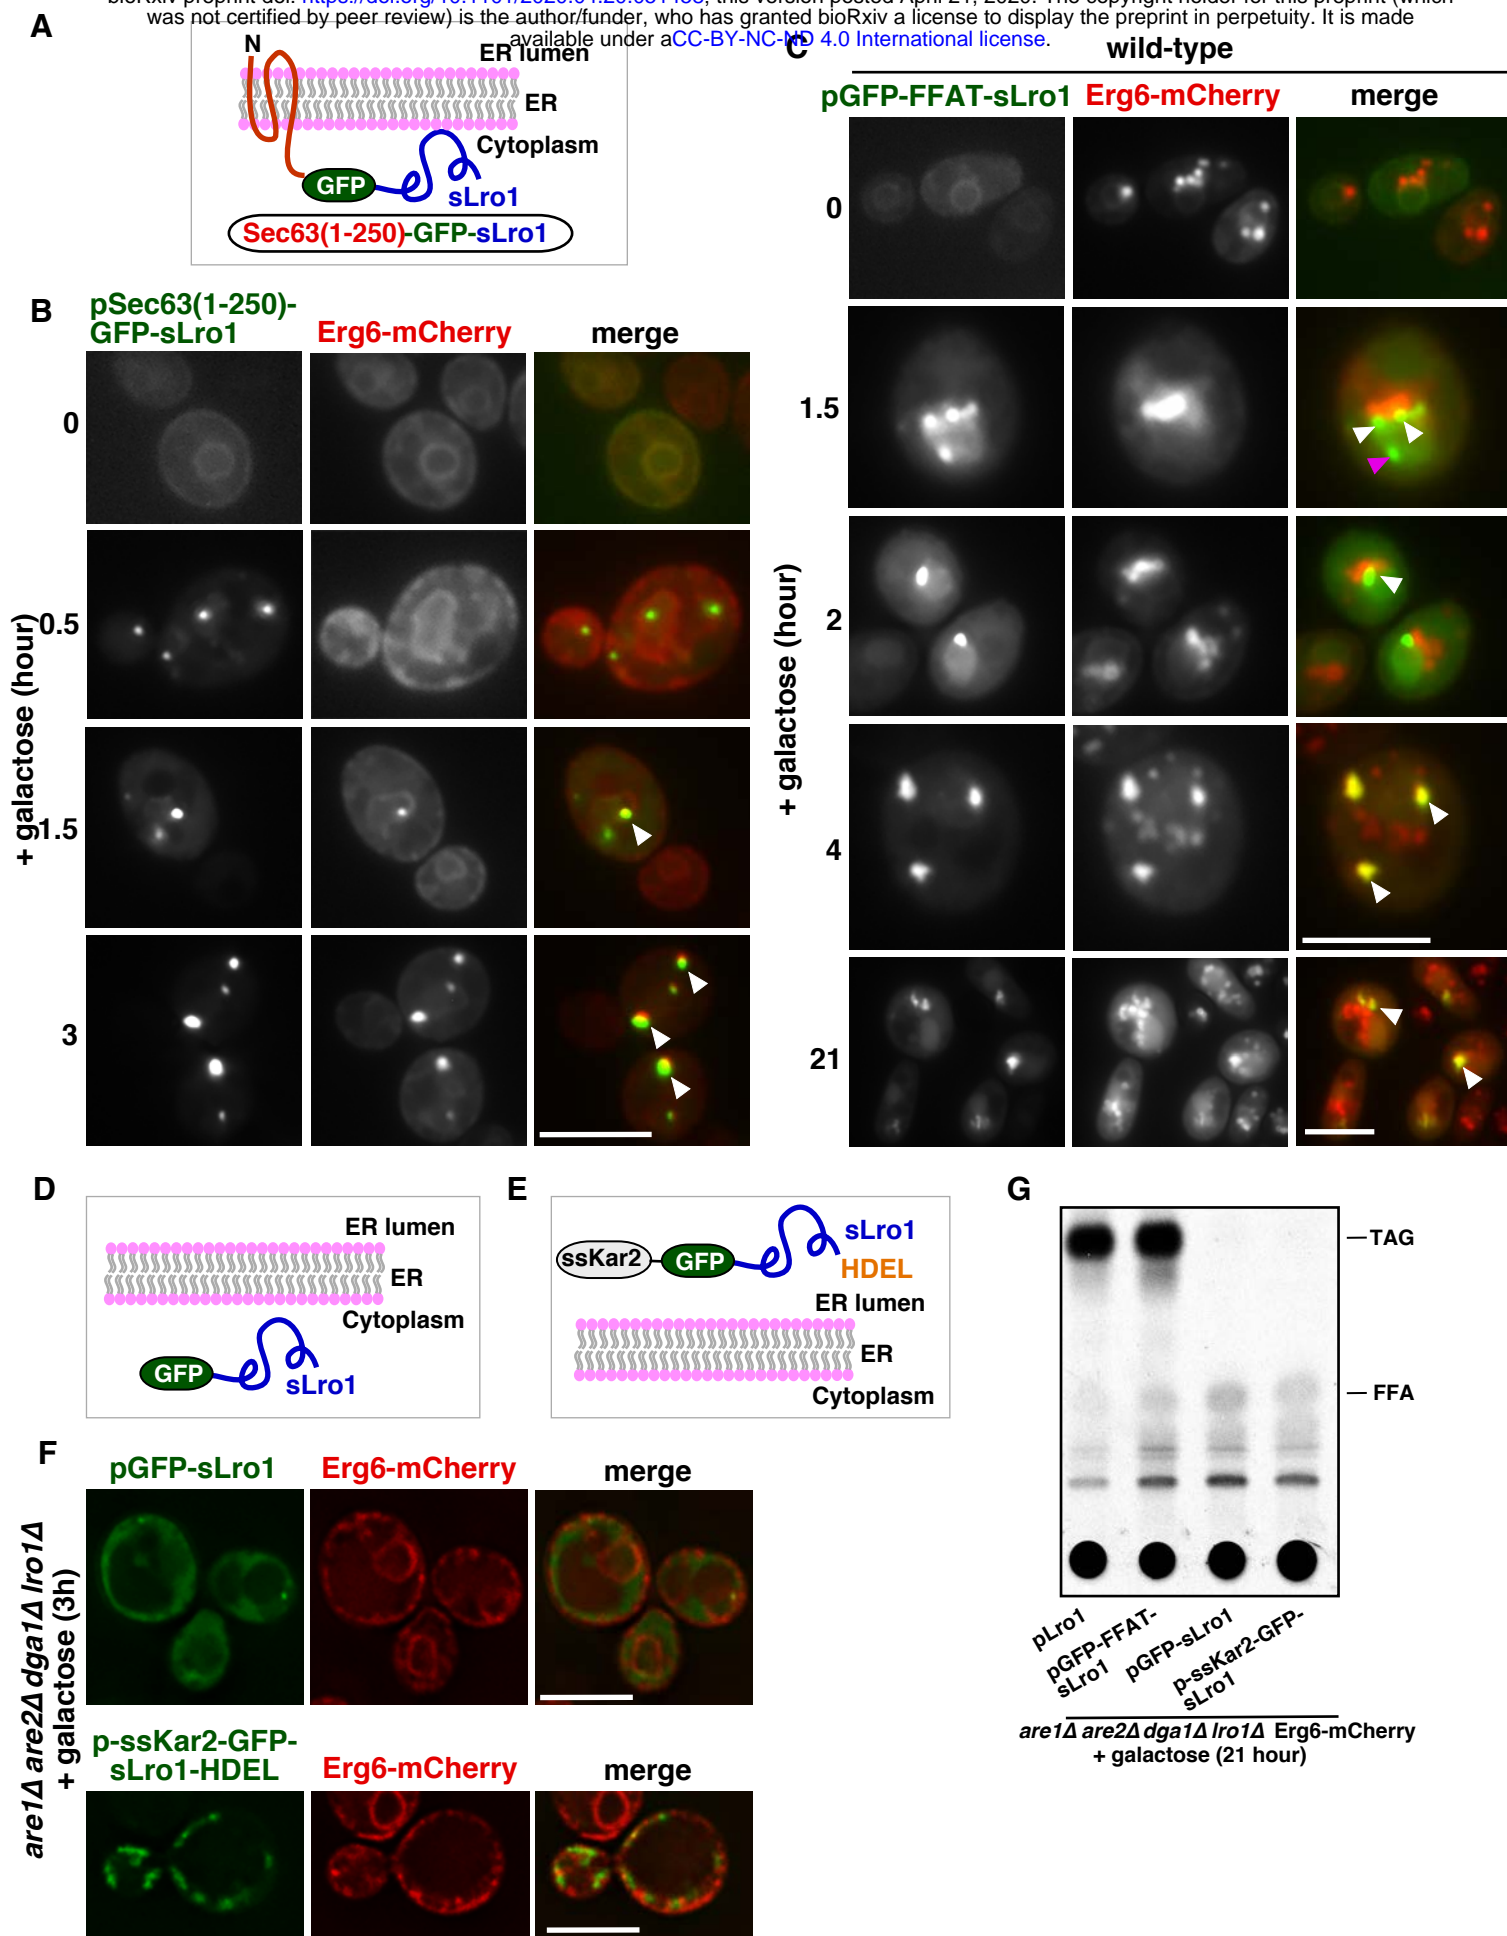 was not certified by peer review) is the author/funder, who has granted bioRxiv a license to display the preprint in perpetuity. It is made
available under aCC-BY-NC-ND 4.0 International license.
A
N
ER lumen
ER
Cytoplasm
GFP
sLro1
Sec63(1-250)-GFP-sLro1
B
pSec63(1-250)-
GFP-sLro1
Erg6-mCherry
merge
+ galactose (hour)
0
0.5
1.5
3
C
wild-type
pGFP-FFAT-sLro1
Erg6-mCherry
merge
+ galactose (hour)
0
1.5
2
4
21
D
ER lumen
ER
Cytoplasm
GFP
sLro1
E
ssKar2
GFP
sLro1
HDEL
ER lumen
ER
Cytoplasm
F
are1Δ are2Δ dga1Δ lro1Δ
+ galactose (3h)
pGFP-sLro1
Erg6-mCherry
merge
p-ssKar2-GFP-
sLro1-HDEL
Erg6-mCherry
merge
G
TAG
FFA
pLro1
pGFP-FFAT-
sLro1
pGFP-sLro1
p-ssKar2-GFP-
sLro1
are1Δ are2Δ dga1Δ lro1Δ Erg6-mCherry
+ galactose (21 hour)